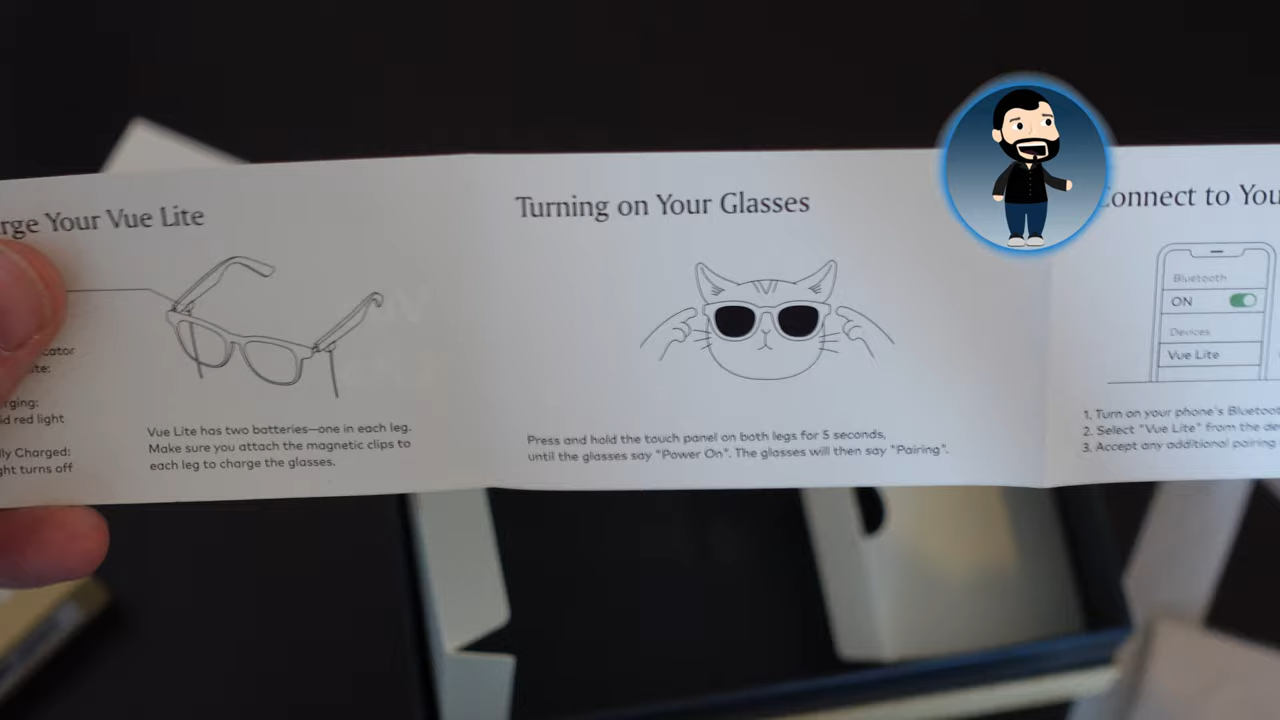 rge Your Vue Lite
cator
ite:
rging:
id red light
lly Charged:
ght turns off
Vue Lite has two batteries—one in each leg.
Make sure you attach the magnetic clips to
each leg to charge the glasses.
Turning on Your Glasses
Press and hold the touch panel on both legs for 5 seconds,
until the glasses say "Power On". The glasses will then say "Pairing".
onnect to You
Bluetooth
ON
Devices
Vue Lite
1. Turn on your phone's Bluetoo
2. Select "Vue Lite" from the de
3. Accept any additional pairing